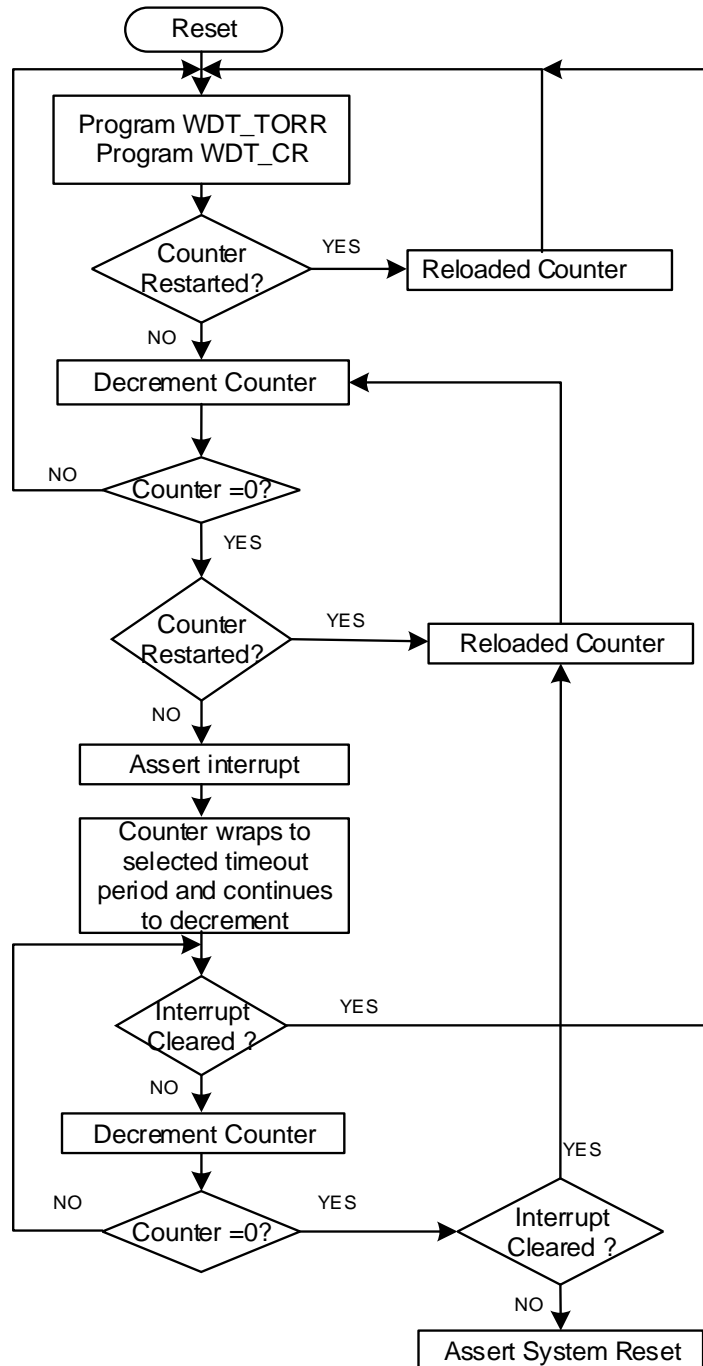 Reset
Program WDT_TORR
Program WDT_CR
Counter
Restarted?
YES
Reloaded Counter
NO
Decrement Counter
NO
Counter =0?
YES
Counter
Restarted?
YES
Reloaded Counter
NO
Assert interrupt
Counter wraps to
selected timeout
period and continues
to decrement
Interrupt
Cleared ?
YES
NO
Decrement Counter
NO
Counter =0?
YES
YES
Interrupt
Cleared ?
NO
Assert System Reset